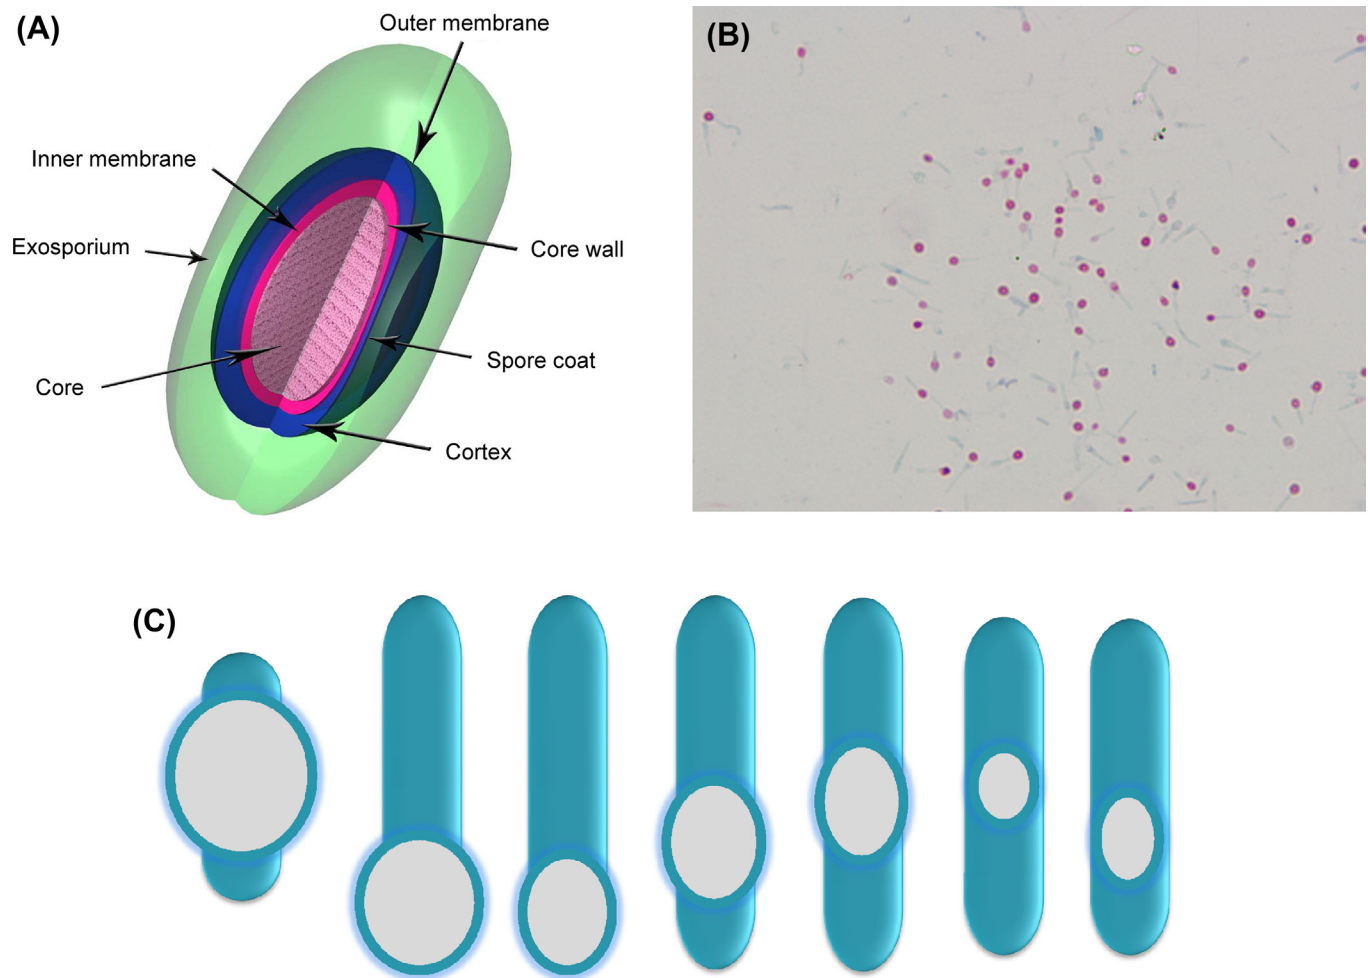 (A)
Outer membrane
Inner membrane
Exosporium
Core wall
Core
Spore coat
Cortex
(B)
(C)